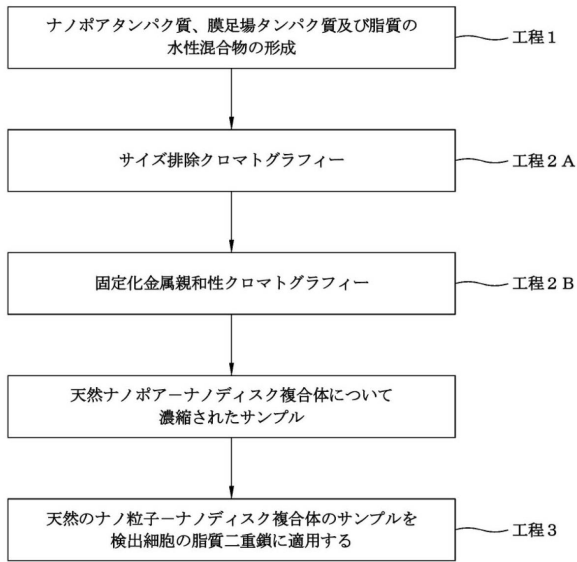 ナノポアタンパク質、膜足場タンパク質及び脂質の
水性混合物の形成
工程1
サイズ排除クロマトグラフィー
工程2A
固定化金属親和性クロマトグラフィー
工程2B
天然ナノポアーナノディスク複合体について
濃縮されたサンプル
天然のナノ粒子ーナノディスク複合体のサンプルを
検出細胞の脂質二重鎖に適用する
工程3